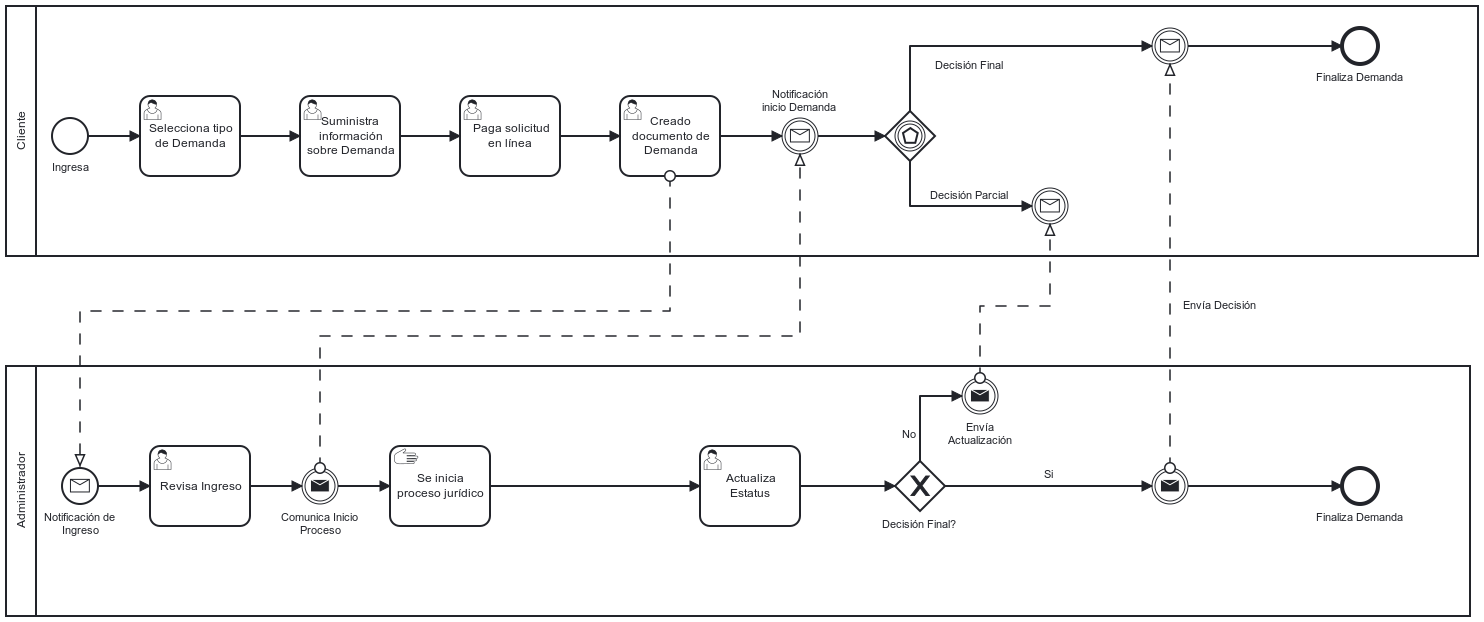 Cliente
Ingresa
Selecciona tipo
de Demanda
Suministra
información
sobre Demanda
Paga solicitud
en línea
Creado
documento de
Demanda
Notificación
inicio Demanda
Decisión Final
Decisión Parcial
Finaliza Demanda
Envía Decisión
Administrador
Notificación de
Ingreso
Revisa Ingreso
Comunica Inicio
Proceso
Se inicia
proceso jurídico
Actualiza
Estatus
Decisión Final?
No
Envía
Actualización
Si
Finaliza Demanda